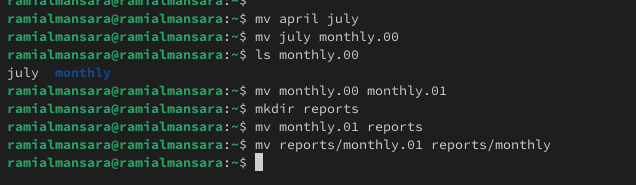 ramialmansara@ramialmansara:~$
ramialmansara@ramialmansara:~$ mv april july
ramialmansara@ramialmansara:~$ mv july monthly.00
ramialmansara@ramialmansara:~$ ls monthly.00
july  monthly
ramialmansara@ramialmansara:~$ mv monthly.00 monthly.01
ramialmansara@ramialmansara:~$ mkdir reports
ramialmansara@ramialmansara:~$ mv monthly.01 reports
ramialmansara@ramialmansara:~$ mv reports/monthly.01 reports/monthly
ramialmansara@ramialmansara:~$